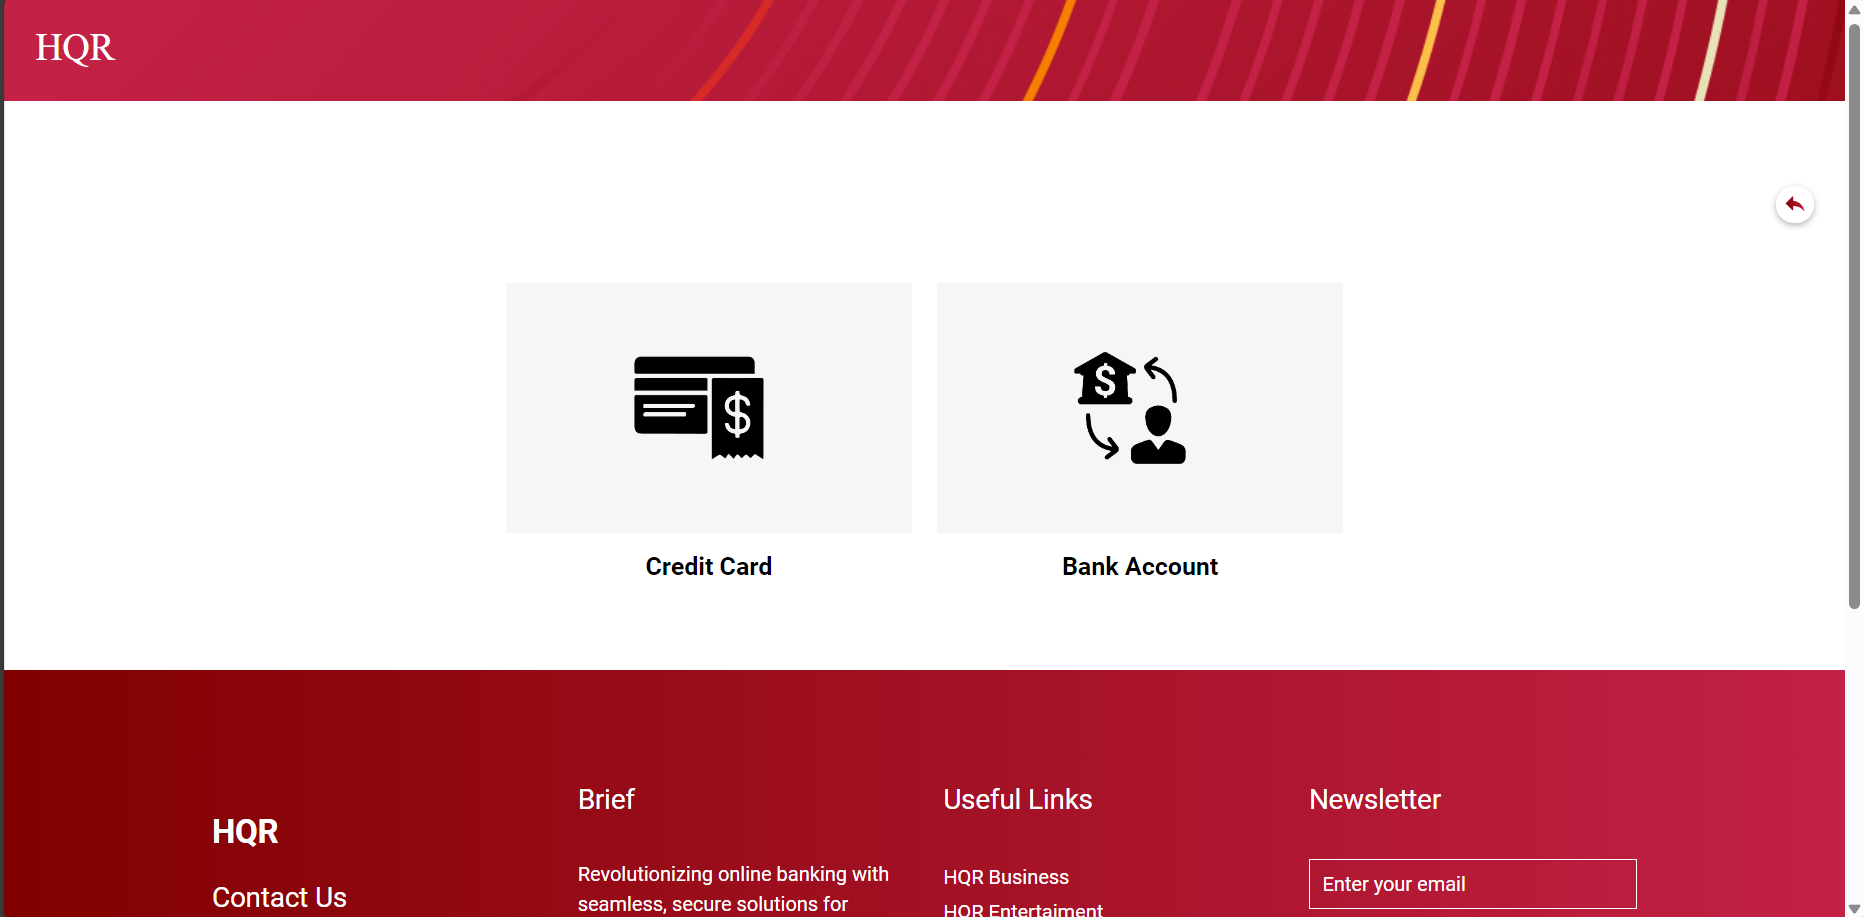 HQR
Credit Card
Bank Account
HQR
Contact Us
Brief
Revolutionizing online banking with
seamless, secure solutions for
Useful Links
HQR Business
HQR Entertaiment
Newsletter
Enter your email